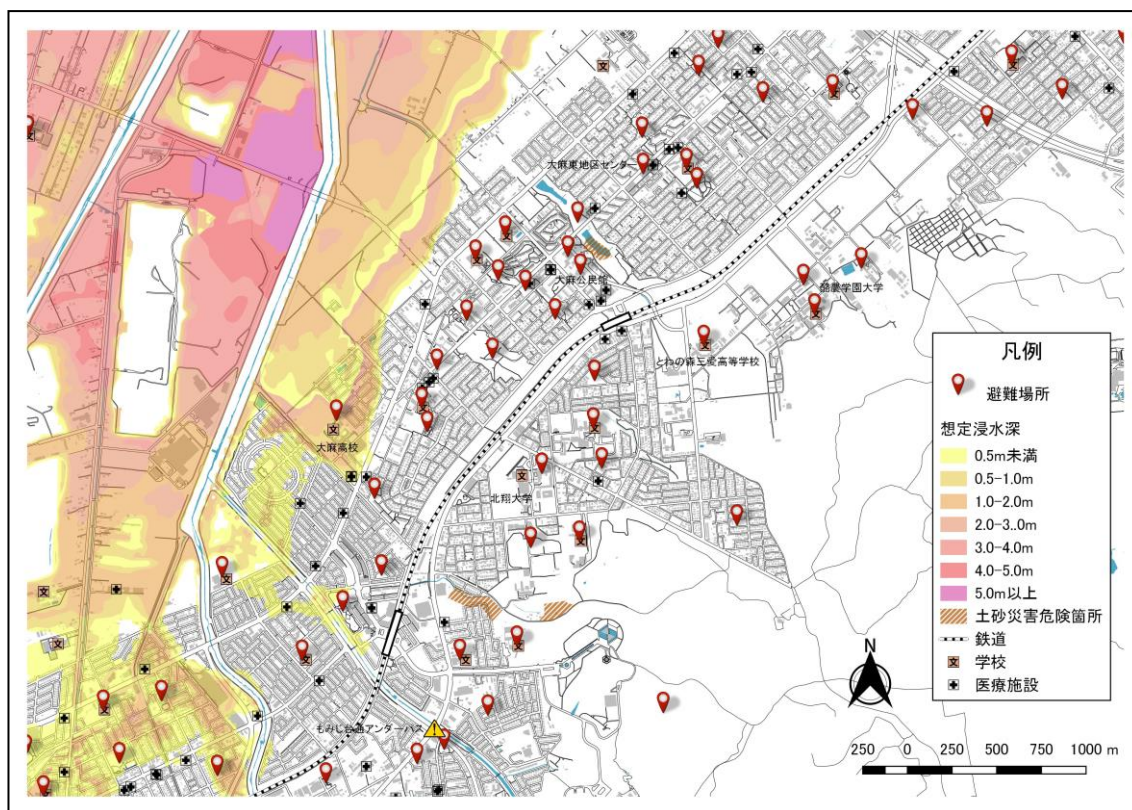 大麻東地区センター
大麻公民館
酪農学園大学
とわの森三愛高等学校
大麻高校
北翔大学
もみじ台通アンダーパス
凡例
避難場所
想定浸水深
0.5m未満
0.5-1.0m
1.0-2.0m
2.0-3..0m
3.0-4.0m
4.0-5.0m
5.0m以上
土砂災害危険箇所
鉄道
文 学校
医療施設
N
250 0 250 500 750 1000 m